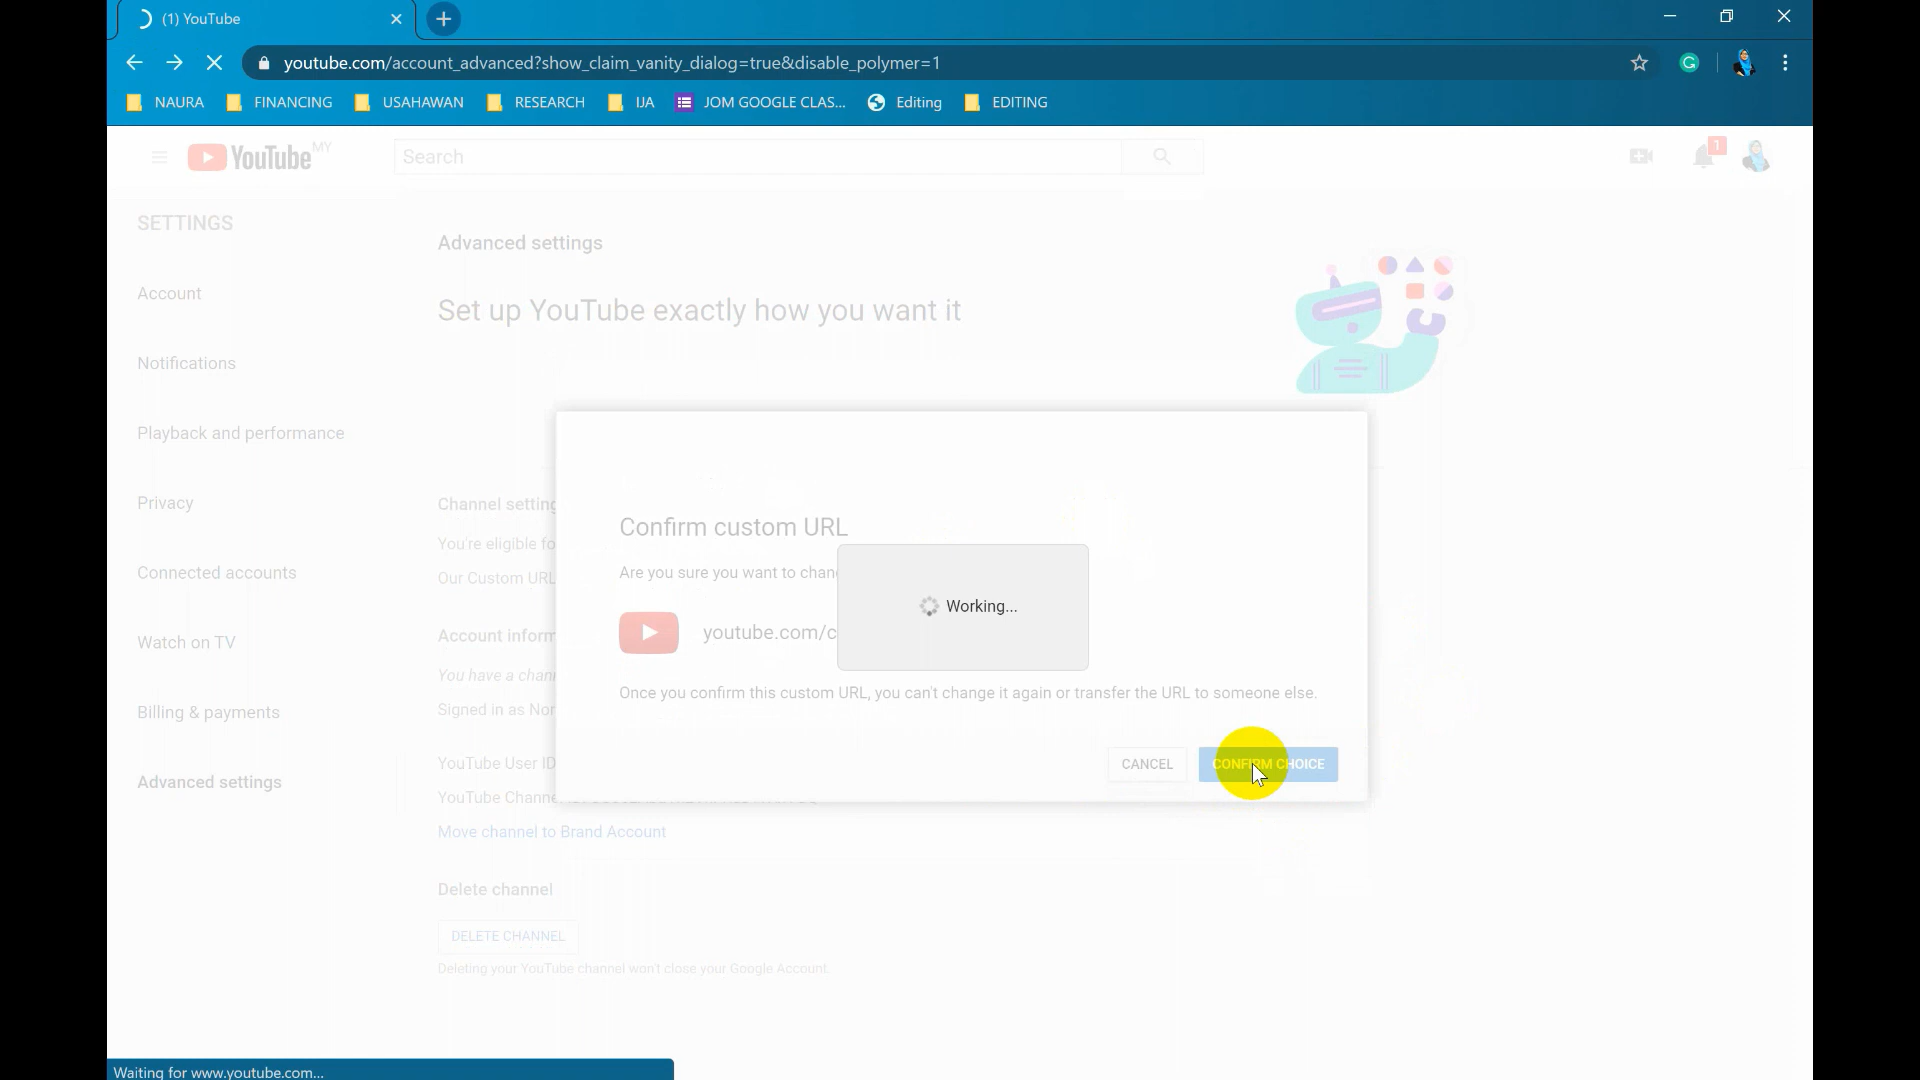 (1) YouTube
youtube.com/account_advanced?show_claim_vanity_dialog=true&disable_polymer=1
NAURA
FINANCING
USAHAWAN
RESEARCH
IJA
JOM GOOGLE CLAS...
Editing
EDITING
YouTube MY
Search
1
SETTINGS
Account
Notifications
Playback and performance
Privacy
Connected accounts
Watch on TV
Billing & payments
Advanced settings
Advanced settings
Set up YouTube exactly how you want it
Channel setting
You're eligible fo
Our Custom URL
Account inform
You have a chan
Signed in as Nor
YouTube User ID
YouTube Channe
Move channel to Brand Account
Delete channel
DELETE CHANNEL
Deleting your YouTube channel won't close your Google Account.
Confirm custom URL
Are you sure you want to chan
youtube.com/c
Working...
Once you confirm this custom URL, you can't change it again or transfer the URL to someone else.
CANCEL
CONFIRM CHOICE
Waiting for www.youtube.com...